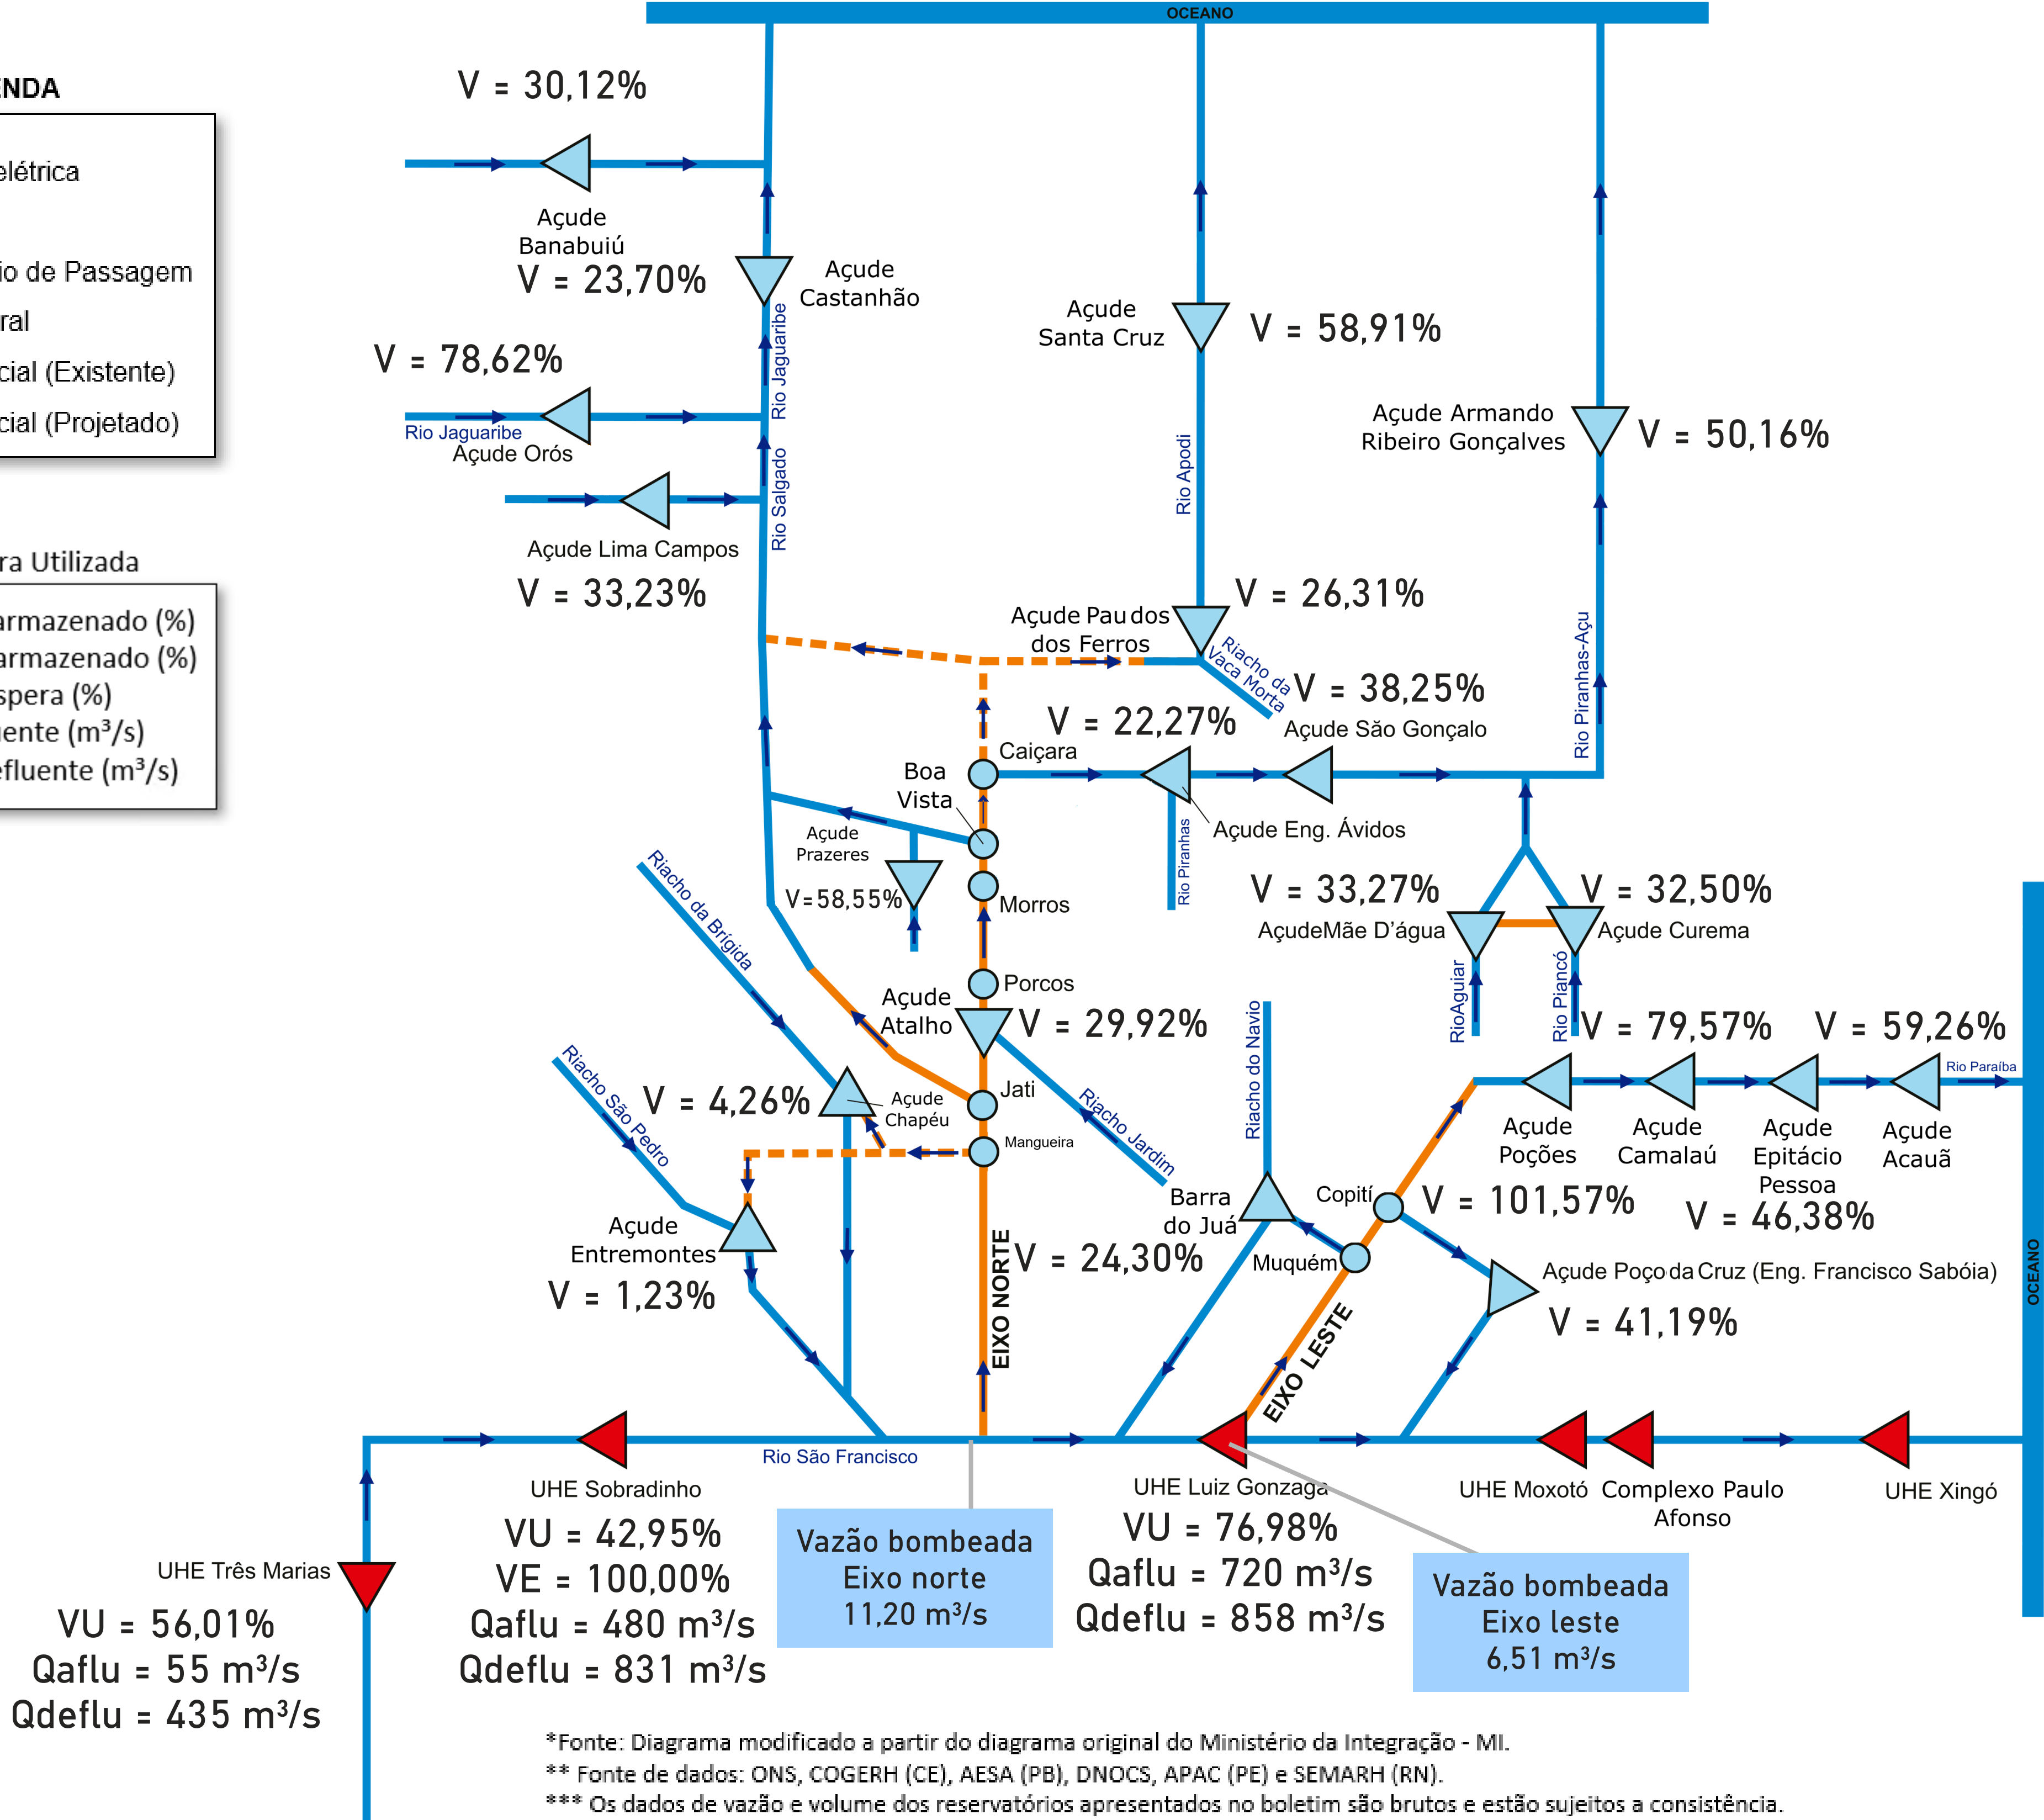 OCEANO
ENDA
elétrica
io de Passagem
ral
cial (Existente)
cial (Projetado)
ra Utilizada
armazenado (%)
armazenado (%)
spera (%)
uente (m³/s)
efluente (m³/s)
V = 30,12%
Açude
Banabuiú
V = 23,70%
Açude
Castanhão
Rio Jaguaribe
V = 78,62%
Rio Jaguaribe
Açude Orós
Rio Salgado
Açude Lima Campos
V = 33,23%
Açude
Santa Cruz
V = 58,91%
Rio Apodi
Açude Armando
Ribeiro Gonçalves
V = 50,16%
Rio Piranhas-Açu
Açude Pau dos
dos Ferros
V = 26,31%
Riacho da
Vaca Morta
V = 38,25%
Açude São Gonçalo
V = 22,27%
Caiçara
Boa
Vista
Açude Eng. Ávidos
Rio Piranhas
Açude
Prazeres
V= 58,55%
Morros
Riacho da Brígida
Porcos
Açude
Atalho
V = 29,92%
V = 33,27%
AçudeMãe D'água
V = 32,50%
Açude Curema
RioAguiar
Rio Piancó
V = 79,57%
V = 59,26%
Rio Paraíba
Açude
Poções
Açude
Camalaú
Açude
Epitácio
Pessoa
Açude
Acauã
V = 101,57%
V = 46,38%
Riacho São Pedro
V = 4,26%
Açude
Chapéu
Jati
Mangueira
Riacho Jardim
Riacho do Navio
Barra
do Juá
V = 24,30%
Copití
Muquém
Açude
Entremontes
V = 1,23%
EIXO NORTE
EIXO LESTE
Açude Poço da Cruz (Eng. Francisco Sabóia)
V = 41,19%
OCEANO
Rio São Francisco
UHE Sobradinho
VU = 42,95%
VE = 100,00%
Qaflu = 480 m³/s
Qdeflu = 831 m³/s
Vazão bombeada
Eixo norte
11,20 m³/s
UHE Luiz Gonzaga
VU = 76,98%
Qaflu = 720 m³/s
Qdeflu = 858 m³/s
Vazão bombeada
Eixo leste
6,51 m³/s
UHE Moxotó
Complexo Paulo
Afonso
UHE Xingó
UHE Três Marias
VU = 56,01%
Qaflu = 55 m³/s
Qdeflu = 435 m³/s
*Fonte: Diagrama modificado a partir do diagrama original do Ministério da Integração - MI.
** Fonte de dados: ONS, COGERH (CE), AESA (PB), DNOCS, APAC (PE) e SEMARH (RN).
*** Os dados de vazão e volume dos reservatórios apresentados no boletim são brutos e estão sujeitos a consistência.